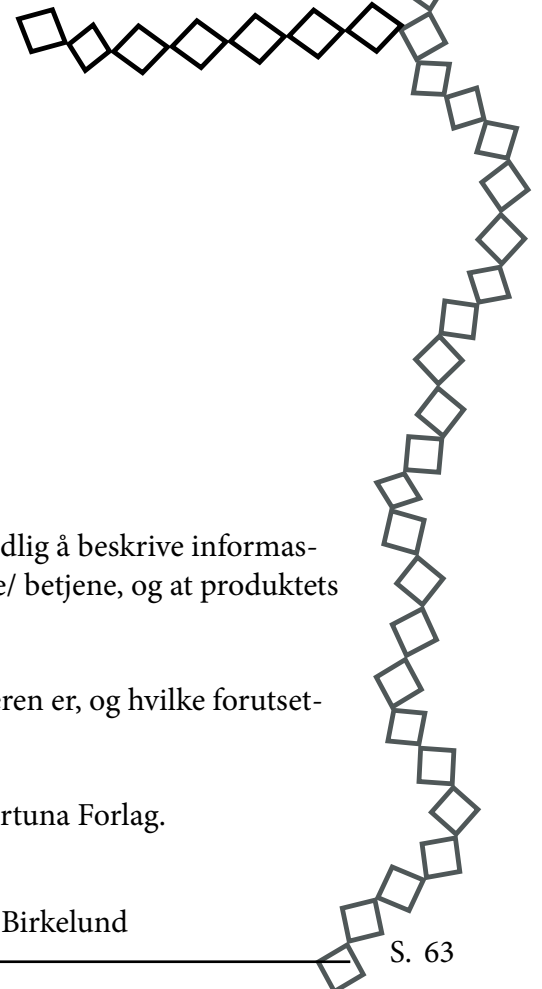 dlig å beskrive informas-
e/ betjene, og at produktets
eren er, og hvilke forutset-
rtuna Forlag.
Birkelund
S. 63